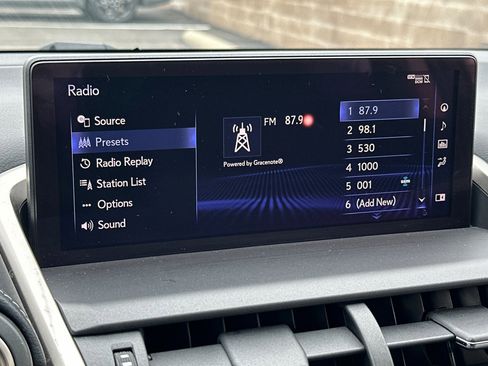 Radio
Source
Presets
Radio Replay
Station List
Options
Sound
FM 87.9
Powered by Gracenote®
1 87.9
2 98.1
3 530
4 1000
5 001
6 (Add New)